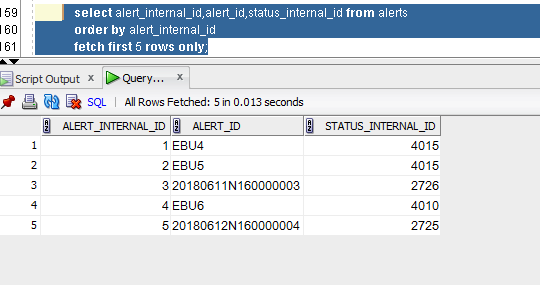 159 select alert_internal_id,alert_id,status_internal_id from alerts
160 order by alert_internal_id
161 fetch first 5 rows only;
Script Output x Query... x
SQL | All Rows Fetched: 5 in 0.013 seconds
ALERT_INTERNAL_ID ALERT_ID STATUS_INTERNAL_ID
1 1 EBU4 4015
2 2 EBU5 4015
3 3 20180611N160000003 2726
4 4 EBU6 4010
5 5 20180612N160000004 2725